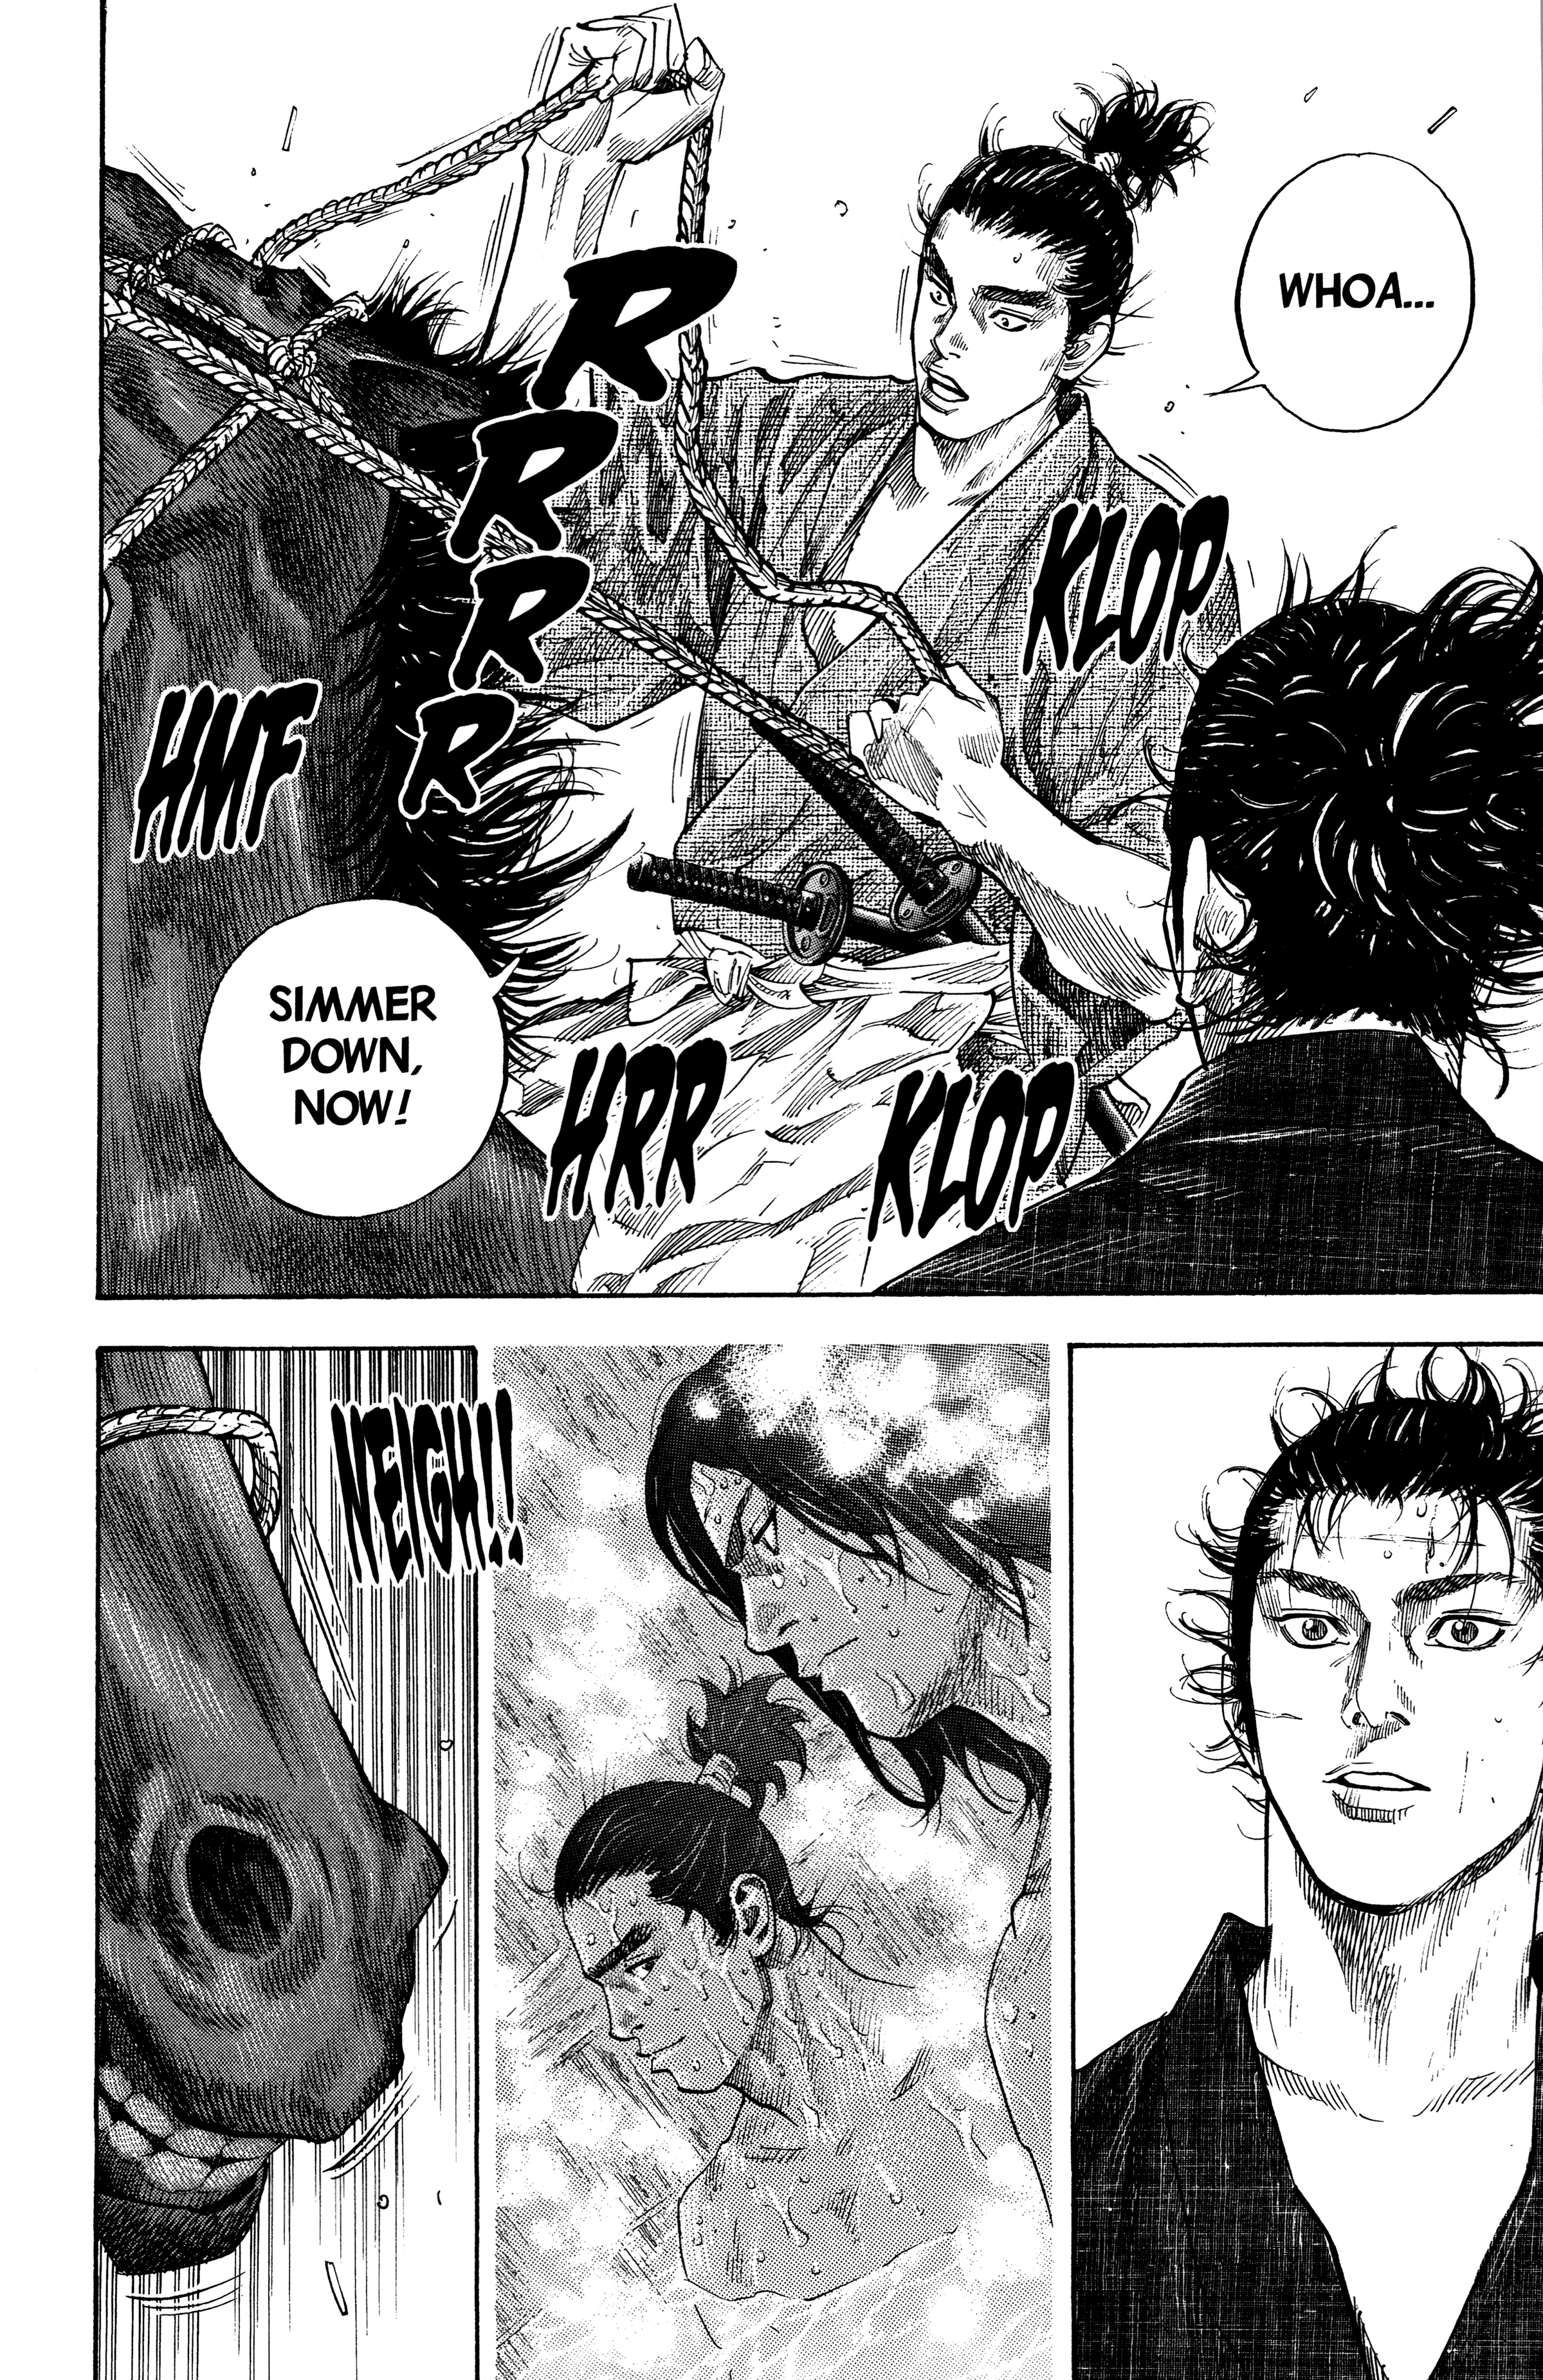 WHOA...
KLOP
R
R
R
R
HMF
SIMMER
DOWN,
NOW!
HRR
KLOP
NEIGH!!